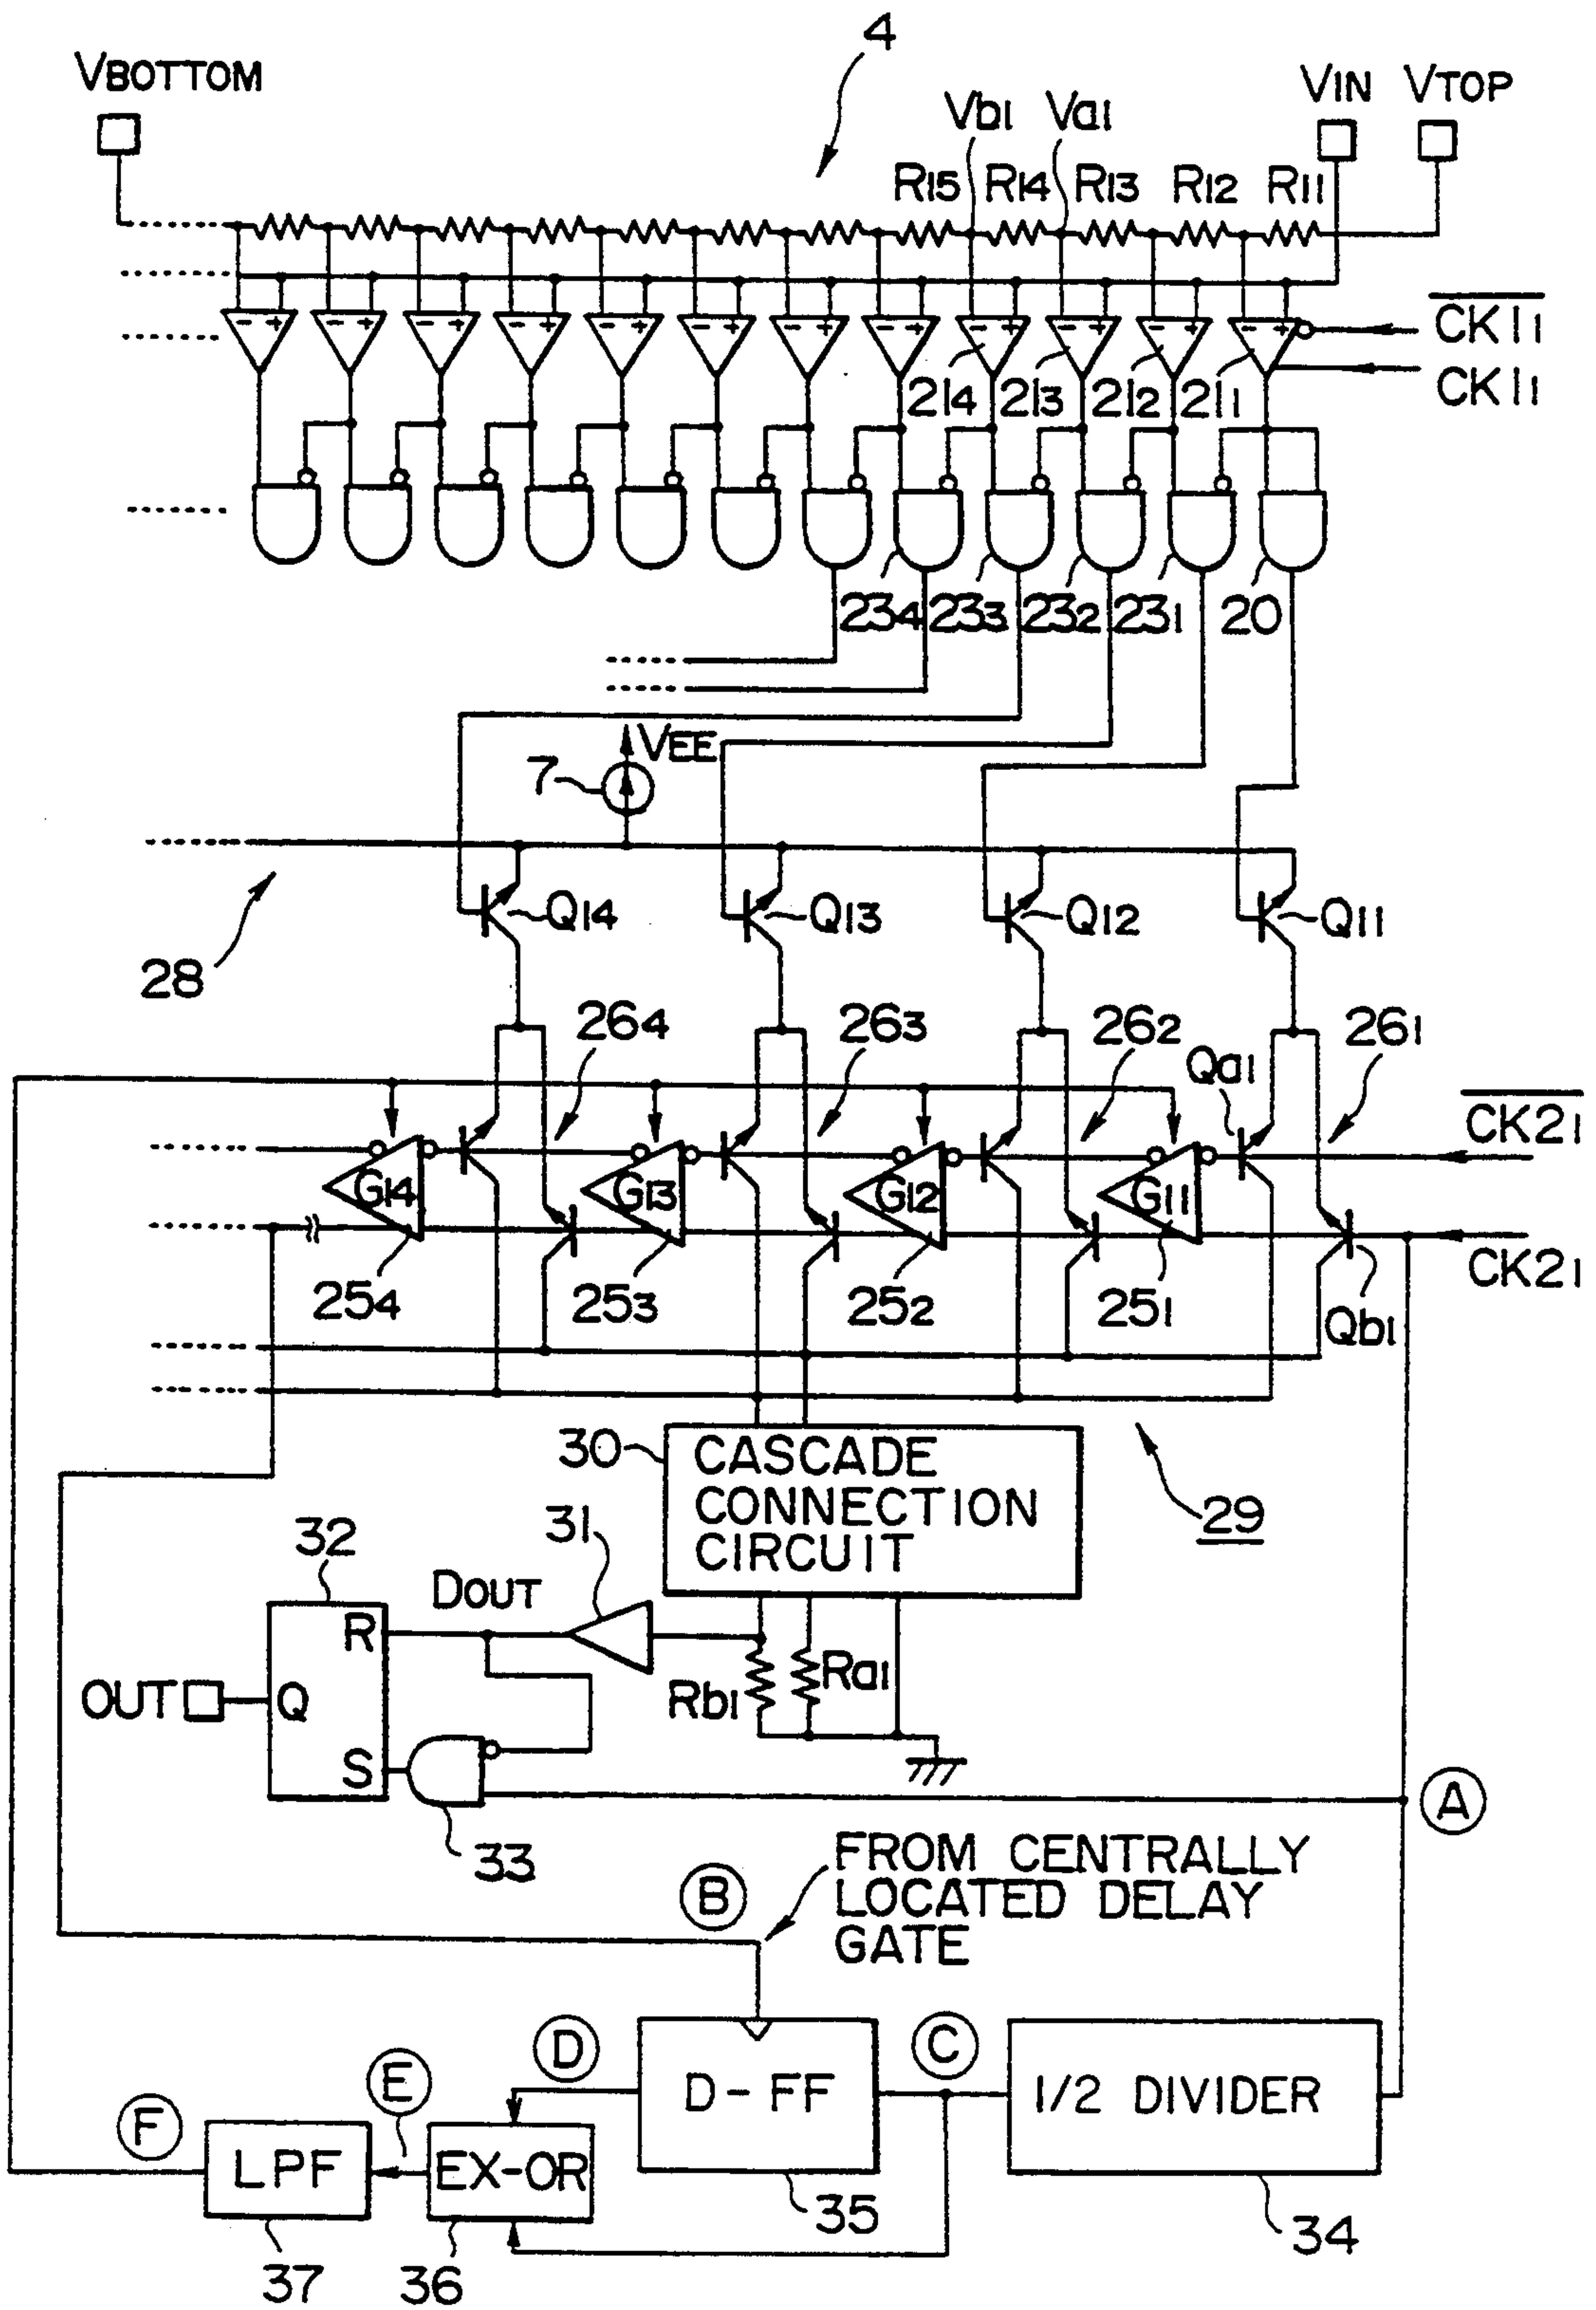 4
VBOTTOM
VIN VTOP
Vb1 Va1
R15 R14 R13 R12 R11
- + - + - + - + - + - + - + - + - + - + - + - +
CK11
CK11
214 213 212 211
234 233 232 231 20
VEE
7
Q14 Q13 Q12 Q11
28
264 263 262 261
Qa1
CK21
G14 G13 G12 G11
CK21
254 253 252 251
Qb1
30
CASCADE
CONNECTION
CIRCUIT
29
31
32
DOUT
R
Rb1 Ra1
OUT Q
S
A
33
FROM CENTRALLY
LOCATED DELAY
GATE
B
D C
E
D-FF 1/2 DIVIDER
F
LPF EX-OR
35 34
37 36